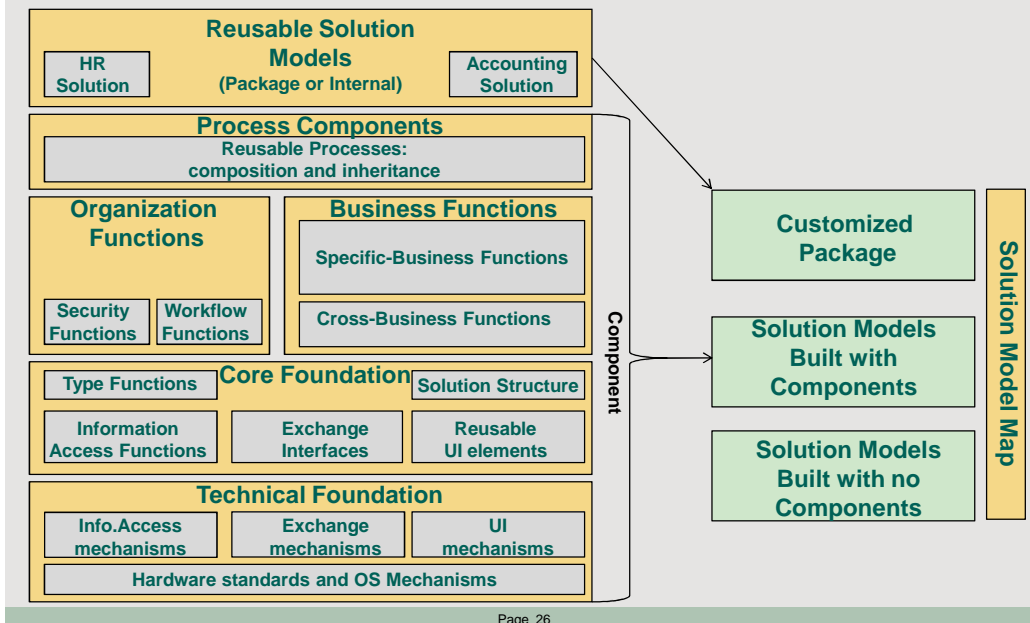 Reusable Solution
Models
(Package or Internal)
HR
Solution
Accounting
Solution
Process Components
Reusable Processes:
composition and inheritance
Organization
Functions
Security
Functions
Workflow
Functions
Business Functions
Specific-Business Functions
Cross-Business Functions
Core Foundation
Type Functions
Solution Structure
Information
Access Functions
Exchange
Interfaces
Reusable
UI elements
Technical Foundation
Info.Access
mechanisms
Exchange
mechanisms
UI
mechanisms
Hardware standards and OS Mechanisms
Component
Customized
Package
Solution Models
Built with
Components
Solution Models
Built with no
Components
Solution Model Map
Page 26